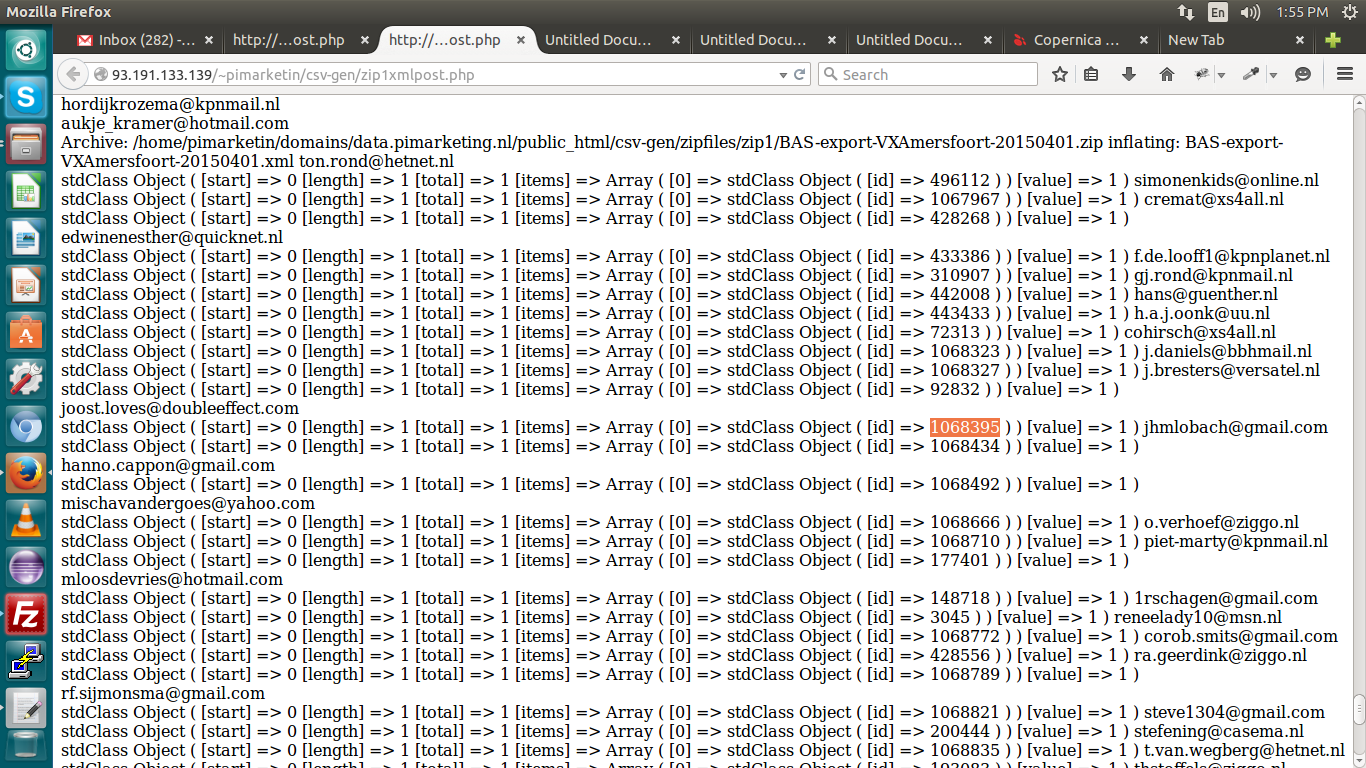 Mozilla Firefox
En
1:55 PM
Inbox (282) -...
http://...ost.php
http://...ost.php
Untitled Docu...
Untitled Docu...
Untitled Docu...
Copernica ...
New Tab
93.191.133.139/~pimarketin/csv-gen/zip1xmlpost.php
Search
hordijkrozema@kpnmail.nl
aukje_kramer@hotmail.com
Archive: /home/pimarketin/domains/data.pimarketing.nl/public_html/csv-gen/zipfiles/zip1/BAS-export-VXAmersfoort-20150401.zip inflating: BAS-export-
VXAmersfoort-20150401.xml ton.rond@hetnet.nl
stdClass Object ( [start] => 0 [length] => 1 [total] => 1 [items] => Array ( [0] => stdClass Object ( [id] => 496112 ) ) [value] => 1 ) simonenkids@online.nl
stdClass Object ( [start] => 0 [length] => 1 [total] => 1 [items] => Array ( [0] => stdClass Object ( [id] => 1067967 ) ) [value] => 1 ) cremat@xs4all.nl
stdClass Object ( [start] => 0 [length] => 1 [total] => 1 [items] => Array ( [0] => stdClass Object ( [id] => 428268 ) ) [value] => 1 )
edwinenesther@quicknet.nl
stdClass Object ( [start] => 0 [length] => 1 [total] => 1 [items] => Array ( [0] => stdClass Object ( [id] => 433386 ) ) [value] => 1 ) f.de.looff1@kpnplanet.nl
stdClass Object ( [start] => 0 [length] => 1 [total] => 1 [items] => Array ( [0] => stdClass Object ( [id] => 310907 ) ) [value] => 1 ) gj.rond@kpnmail.nl
stdClass Object ( [start] => 0 [length] => 1 [total] => 1 [items] => Array ( [0] => stdClass Object ( [id] => 442008 ) ) [value] => 1 ) hans@guenther.nl
stdClass Object ( [start] => 0 [length] => 1 [total] => 1 [items] => Array ( [0] => stdClass Object ( [id] => 443433 ) ) [value] => 1 ) h.a.j.oonk@uu.nl
stdClass Object ( [start] => 0 [length] => 1 [total] => 1 [items] => Array ( [0] => stdClass Object ( [id] => 72313 ) ) [value] => 1 ) cohirsch@xs4all.nl
stdClass Object ( [start] => 0 [length] => 1 [total] => 1 [items] => Array ( [0] => stdClass Object ( [id] => 1068323 ) ) [value] => 1 ) j.daniels@bbhmail.nl
stdClass Object ( [start] => 0 [length] => 1 [total] => 1 [items] => Array ( [0] => stdClass Object ( [id] => 1068327 ) ) [value] => 1 ) j.bresters@versatel.nl
stdClass Object ( [start] => 0 [length] => 1 [total] => 1 [items] => Array ( [0] => stdClass Object ( [id] => 92832 ) ) [value] => 1 )
joost.loves@doubleeffect.com
stdClass Object ( [start] => 0 [length] => 1 [total] => 1 [items] => Array ( [0] => stdClass Object ( [id] => 1068395 ) ) [value] => 1 ) jhmlobach@gmail.com
stdClass Object ( [start] => 0 [length] => 1 [total] => 1 [items] => Array ( [0] => stdClass Object ( [id] => 1068434 ) ) [value] => 1 )
hanno.cappon@gmail.com
stdClass Object ( [start] => 0 [length] => 1 [total] => 1 [items] => Array ( [0] => stdClass Object ( [id] => 1068492 ) ) [value] => 1 )
mischavandergoes@yahoo.com
stdClass Object ( [start] => 0 [length] => 1 [total] => 1 [items] => Array ( [0] => stdClass Object ( [id] => 1068666 ) ) [value] => 1 ) o.verhoef@ziggo.nl
stdClass Object ( [start] => 0 [length] => 1 [total] => 1 [items] => Array ( [0] => stdClass Object ( [id] => 1068710 ) ) [value] => 1 ) piet-marty@kpnmail.nl
stdClass Object ( [start] => 0 [length] => 1 [total] => 1 [items] => Array ( [0] => stdClass Object ( [id] => 177401 ) ) [value] => 1 )
mloosdevries@hotmail.com
stdClass Object ( [start] => 0 [length] => 1 [total] => 1 [items] => Array ( [0] => stdClass Object ( [id] => 148718 ) ) [value] => 1 ) 1rschagen@gmail.com
stdClass Object ( [start] => 0 [length] => 1 [total] => 1 [items] => Array ( [0] => stdClass Object ( [id] => 3045 ) ) [value] => 1 ) reneelady10@msn.nl
stdClass Object ( [start] => 0 [length] => 1 [total] => 1 [items] => Array ( [0] => stdClass Object ( [id] => 1068772 ) ) [value] => 1 ) corob.smits@gmail.com
stdClass Object ( [start] => 0 [length] => 1 [total] => 1 [items] => Array ( [0] => stdClass Object ( [id] => 428556 ) ) [value] => 1 ) ra.geerdink@ziggo.nl
stdClass Object ( [start] => 0 [length] => 1 [total] => 1 [items] => Array ( [0] => stdClass Object ( [id] => 1068789 ) ) [value] => 1 )
rf.sijmonsma@gmail.com
stdClass Object ( [start] => 0 [length] => 1 [total] => 1 [items] => Array ( [0] => stdClass Object ( [id] => 1068821 ) ) [value] => 1 ) steve1304@gmail.com
stdClass Object ( [start] => 0 [length] => 1 [total] => 1 [items] => Array ( [0] => stdClass Object ( [id] => 200444 ) ) [value] => 1 ) stefening@casema.nl
stdClass Object ( [start] => 0 [length] => 1 [total] => 1 [items] => Array ( [0] => stdClass Object ( [id] => 1068835 ) ) [value] => 1 ) t.van.wegberg@hetnet.nl
stdClass Object ( [start] => 0 [length] => 1 [total] => 1 [items] => Array ( [0] => stdClass Object ( [id] =>